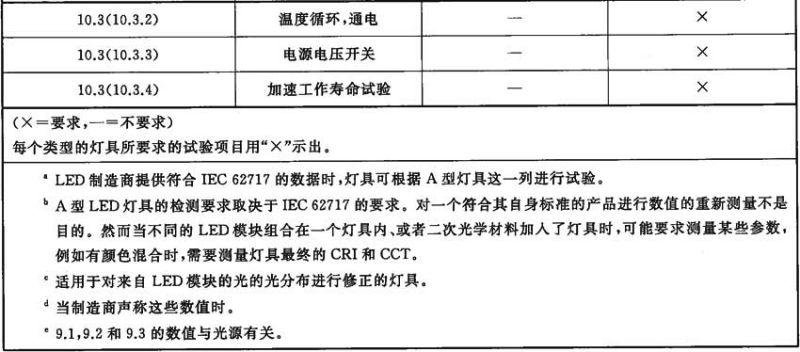 10.3(10.3.2) 温度循环,通电 — ×
10.3(10.3.3) 电源电压开关 — ×
10.3(10.3.4) 加速工作寿命试验 — ×
(×=要求,—=不要求)
每个类型的灯具所要求的试验项目用“×”示出。
a LED 制造商提供符合 IEC 62717 的数据时,灯具可根据 A 型灯具这一列进行试验。
b A 型 LED 灯具的检测要求取决于 IEC 62717 的要求。对一个符合其自身标准的产品进行数值的重新测量不是
目的。然而当不同的 LED 模块组合在一个灯具内、或者二次光学材料加入了灯具时,可能要求测量某些参数,
例如有颜色混合时,需要测量灯具最终的 CRI 和 CCT。
c 适用于对来自 LED 模块的光的光分布进行修正的灯具。
d 当制造商声称这些数值时。
e 9.1,9.2 和 9.3 的数值与光源有关。